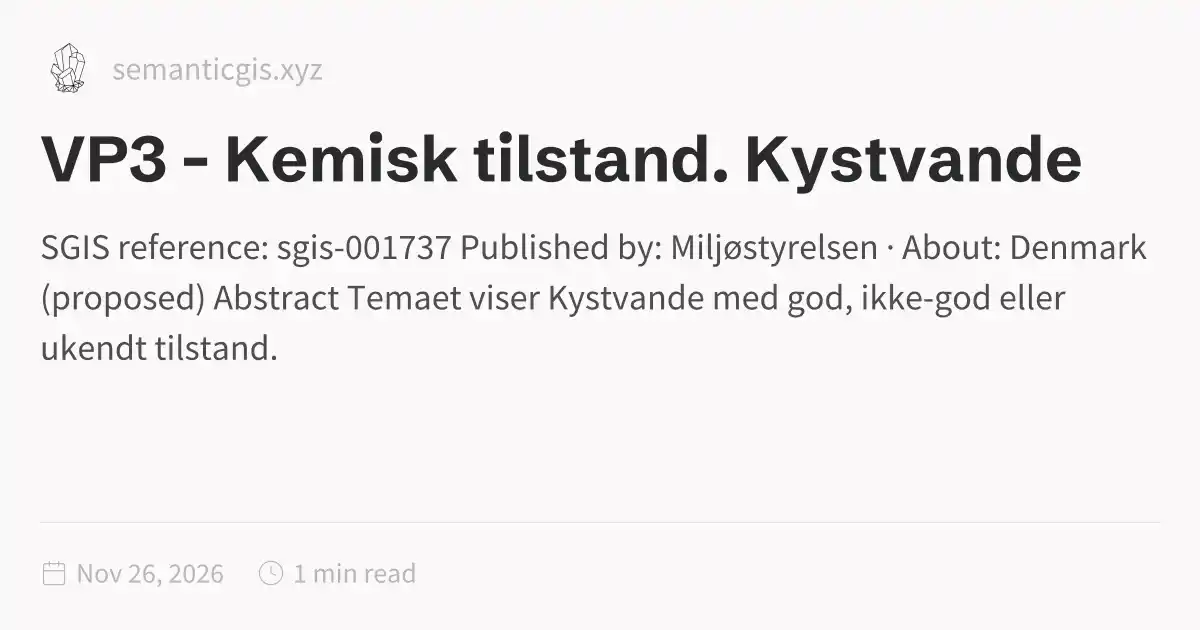 semanticgis.xyz
VP3 - Kemisk tilstand. Kystvande
SGIS reference: sgis-001737 Published by: Miljøstyrelsen · About: Denmark
(proposed) Abstract Temaet viser Kystvande med god, ikke-god eller
ukendt tilstand.
Nov 26, 2026 1 min read